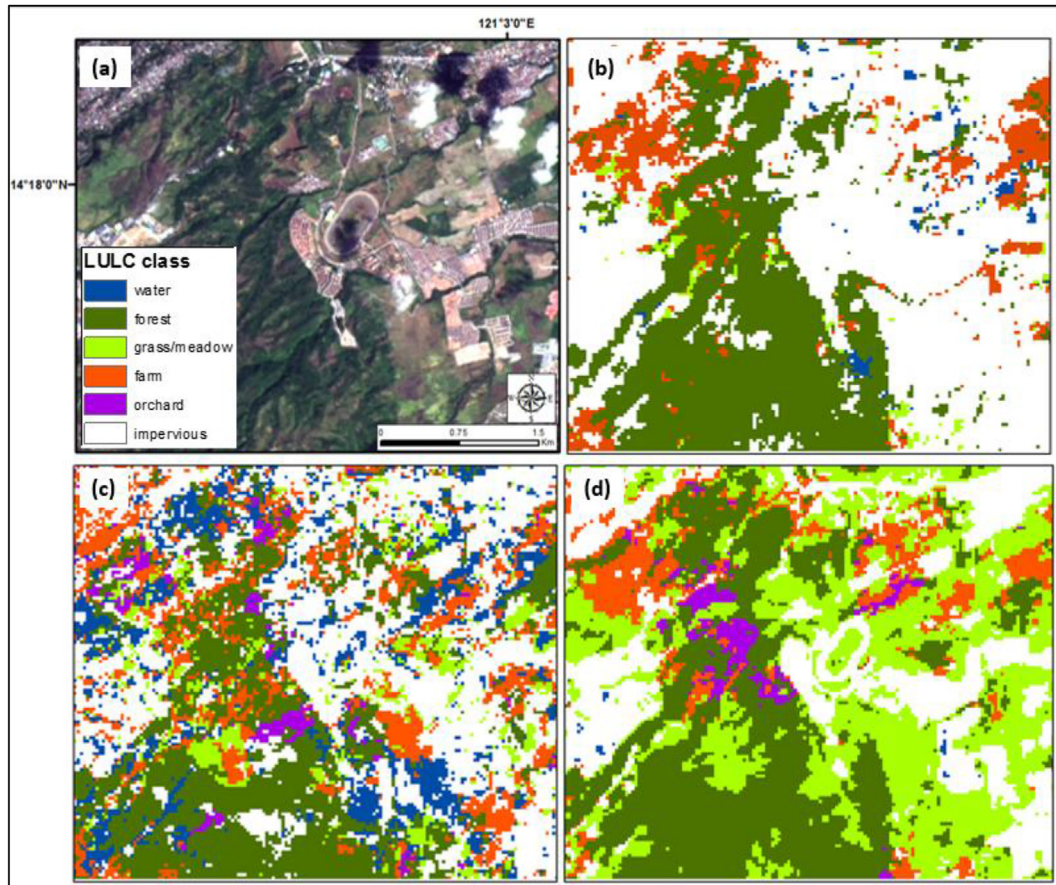 121°3'0"E
(a)
(b)
14°18'0"N
LULC class
water
forest
grass/meadow
farm
orchard
impervious
N
W E
S
0 0.75 1.5
Km
(c)
(d)